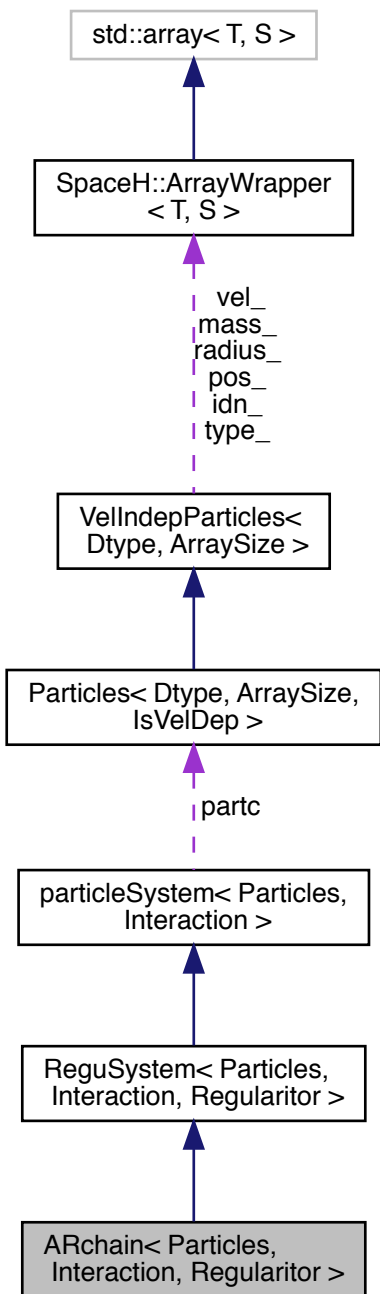 std::array< T, S >
SpaceH::ArrayWrapper
< T, S >
vel_
mass_
radius_
pos_
idn_
type_
VelIndepParticles<
Dtype, ArraySize >
Particles< Dtype, ArraySize,
IsVelDep >
partc
particleSystem< Particles,
Interaction >
ReguSystem< Particles,
Interaction, Regularitor >
ARchain< Particles,
Interaction, Regularitor >